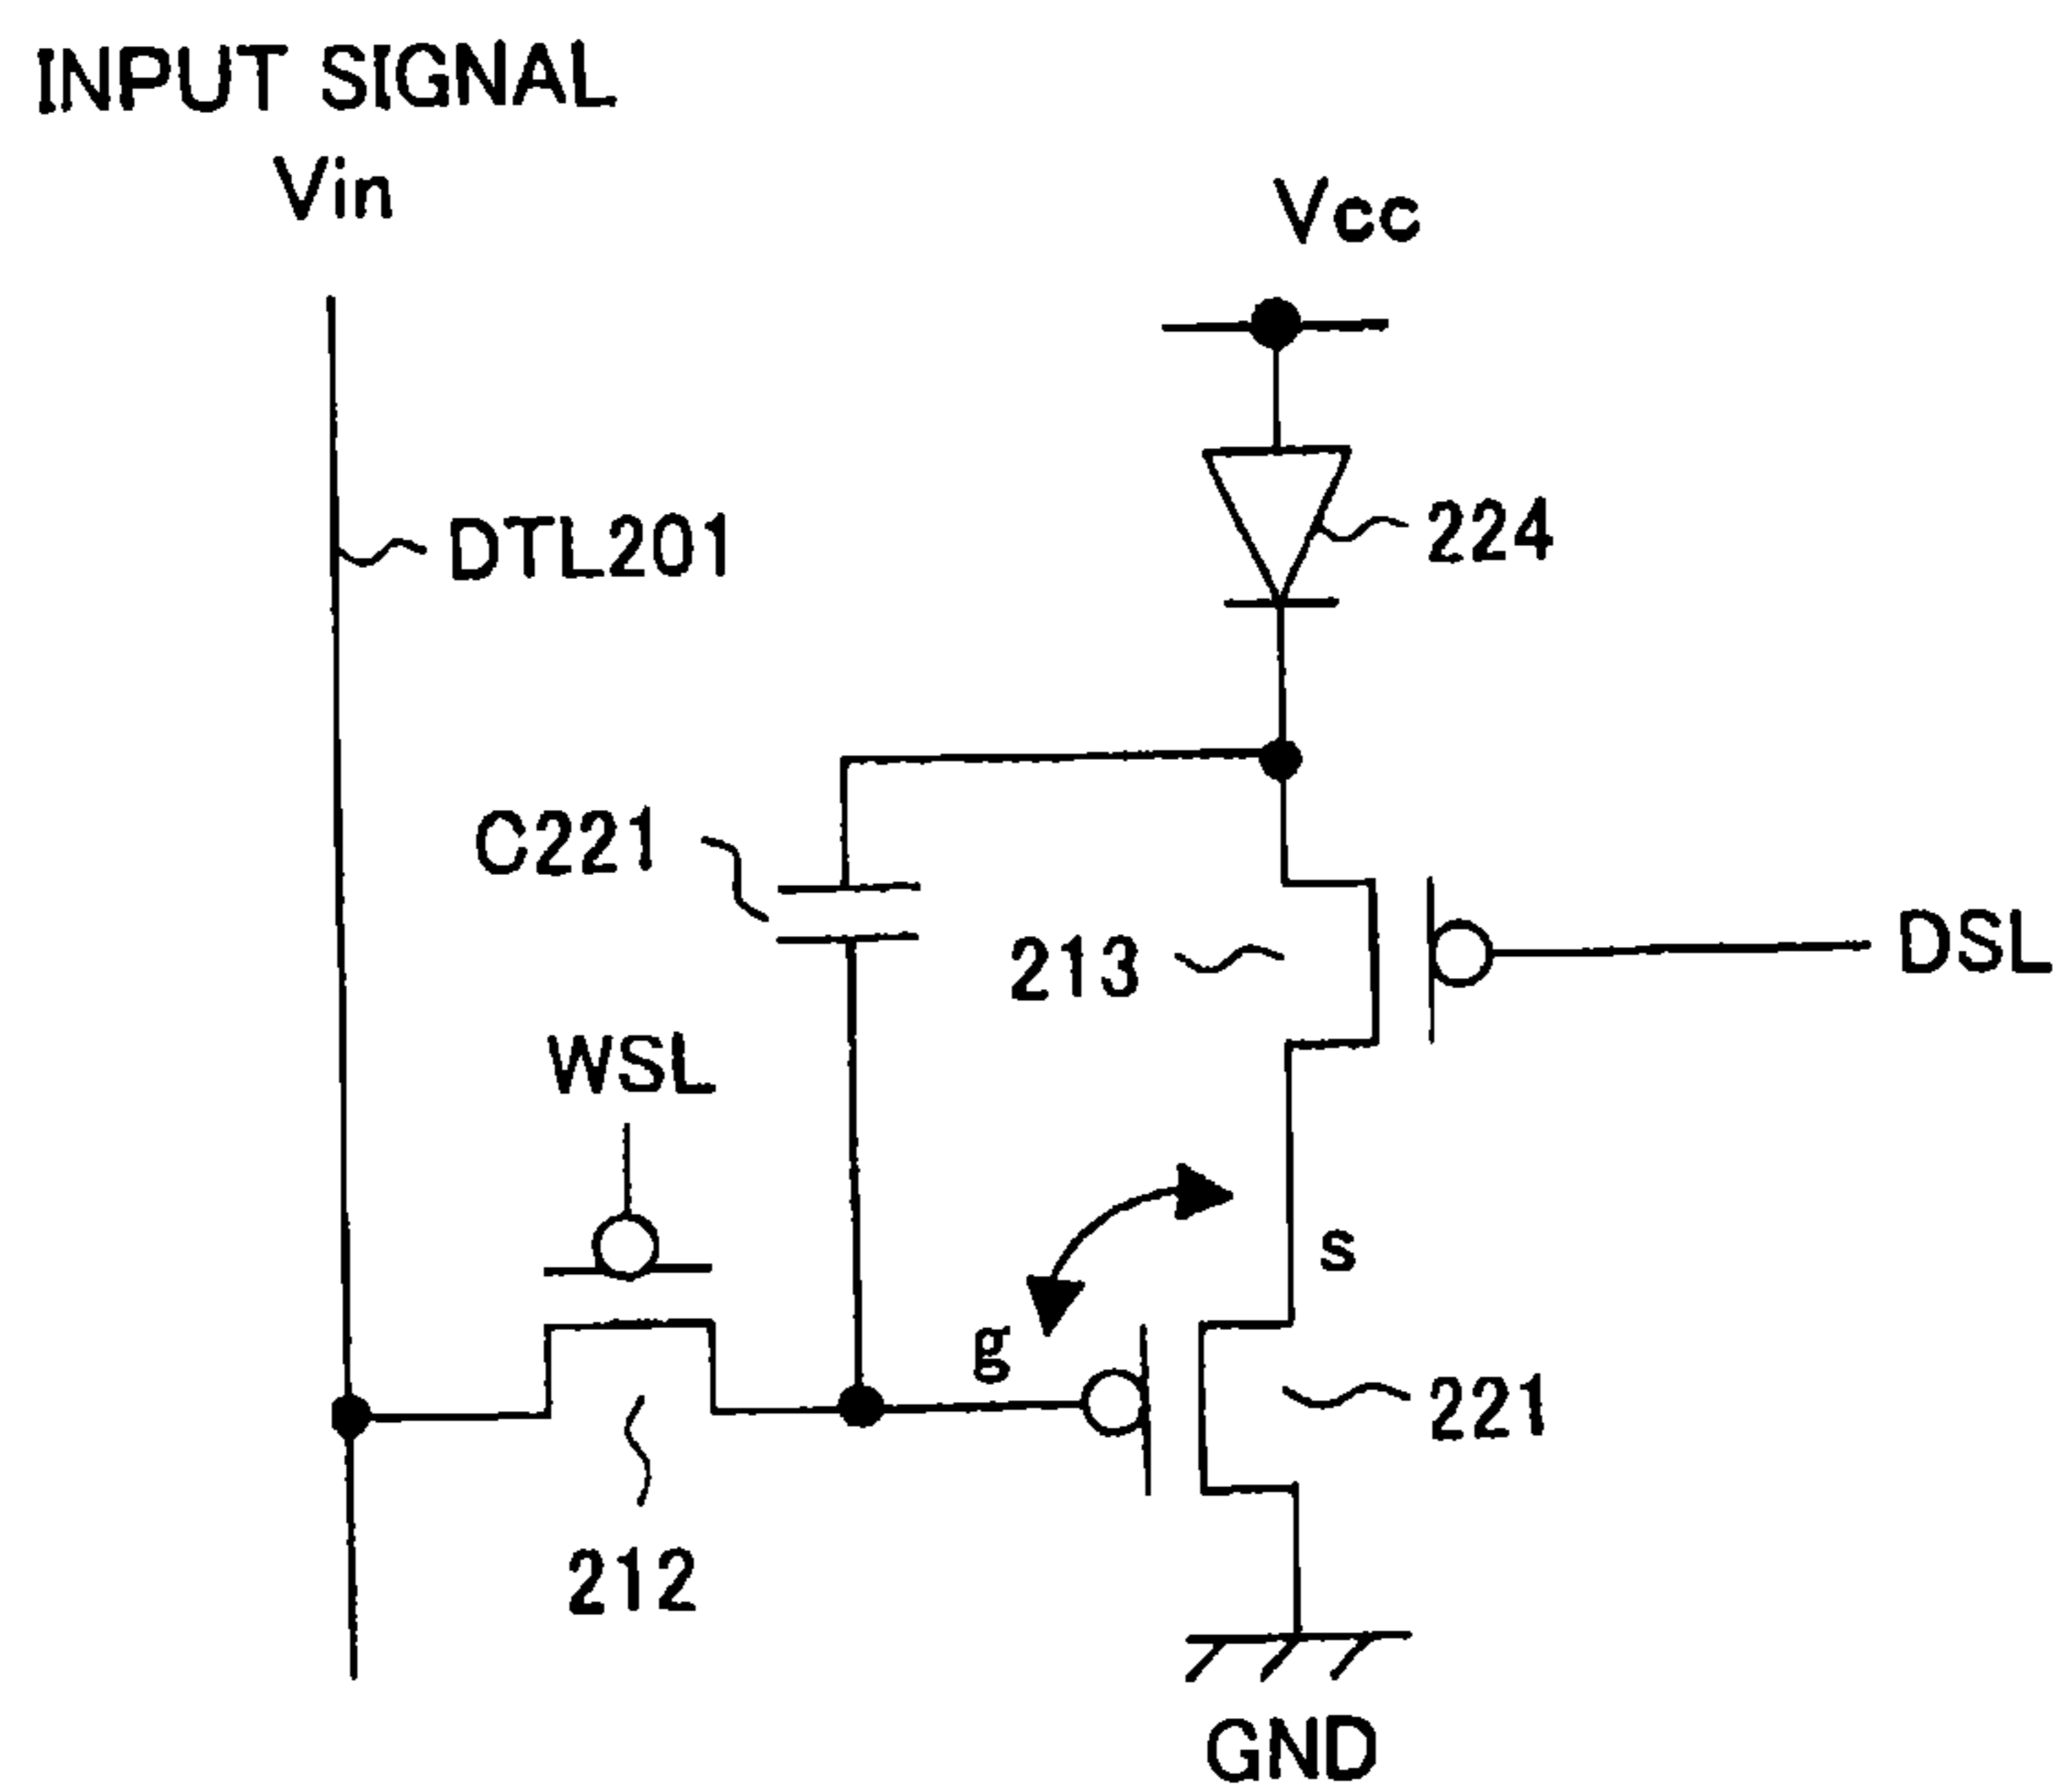 INPUT SIGNAL
Vin
Vcc
DTL201
224
C221
213
DSL
WSL
s
g
221
212
GND